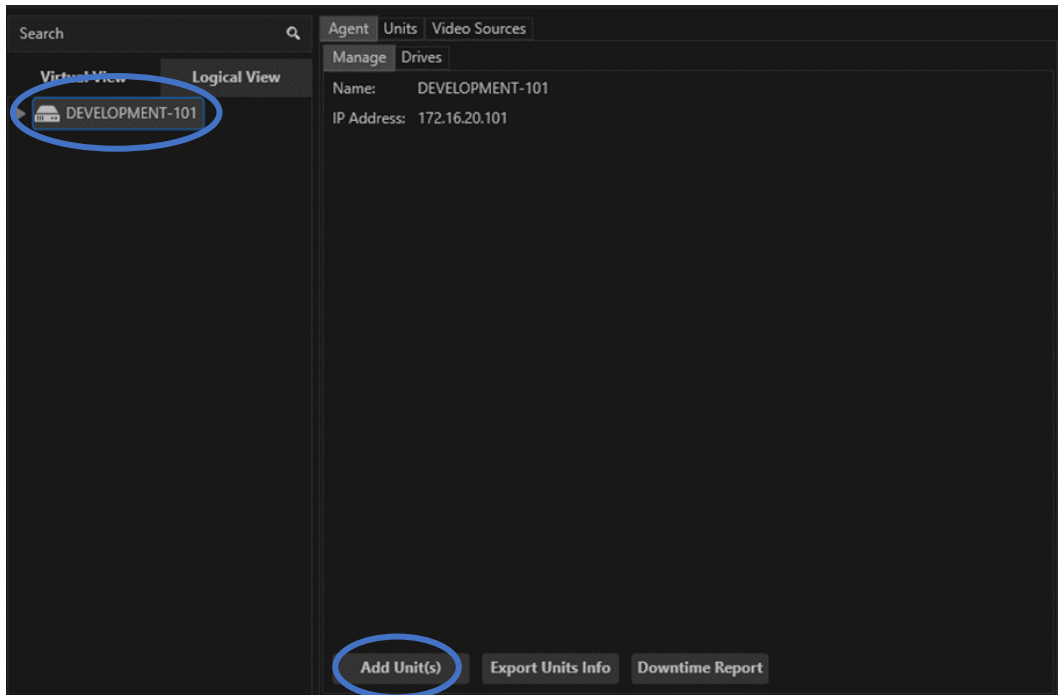 Search
Virtual View Logical View
DEVELOPMENT-101
Agent Units Video Sources
Manage Drives
Name: DEVELOPMENT-101
IP Address: 172.16.20.101
Add Unit(s) Export Units Info Downtime Report